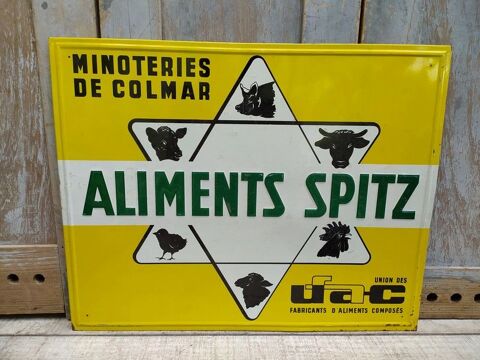 MINOTERIES
DE COLMAR
ALIMENTS SPITZ
UNION DES
ufac
FABRICANTS D'ALIMENTS COMPOSÉS